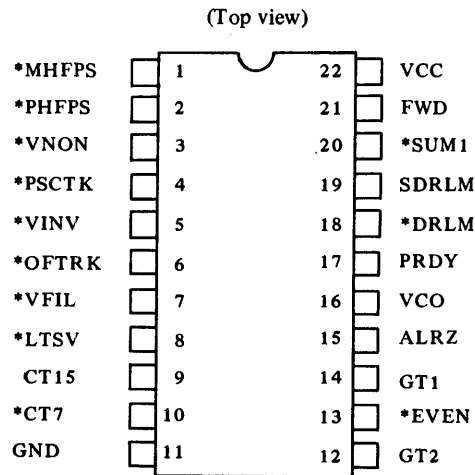 (Top view)
*MHFPS 1 22 VCC
*PHFPS 2 21 FWD
*VNON 3 20 *SUM1
*PSCTK 4 19 SDRLM
*VINV 5 18 *DRLM
*OFTRK 6 17 PRDY
*VFIL 7 16 VCO
*LTSV 8 15 ALRZ
CT15 9 14 GT1
*CT7 10 13 *EVEN
GND 11 12 GT2